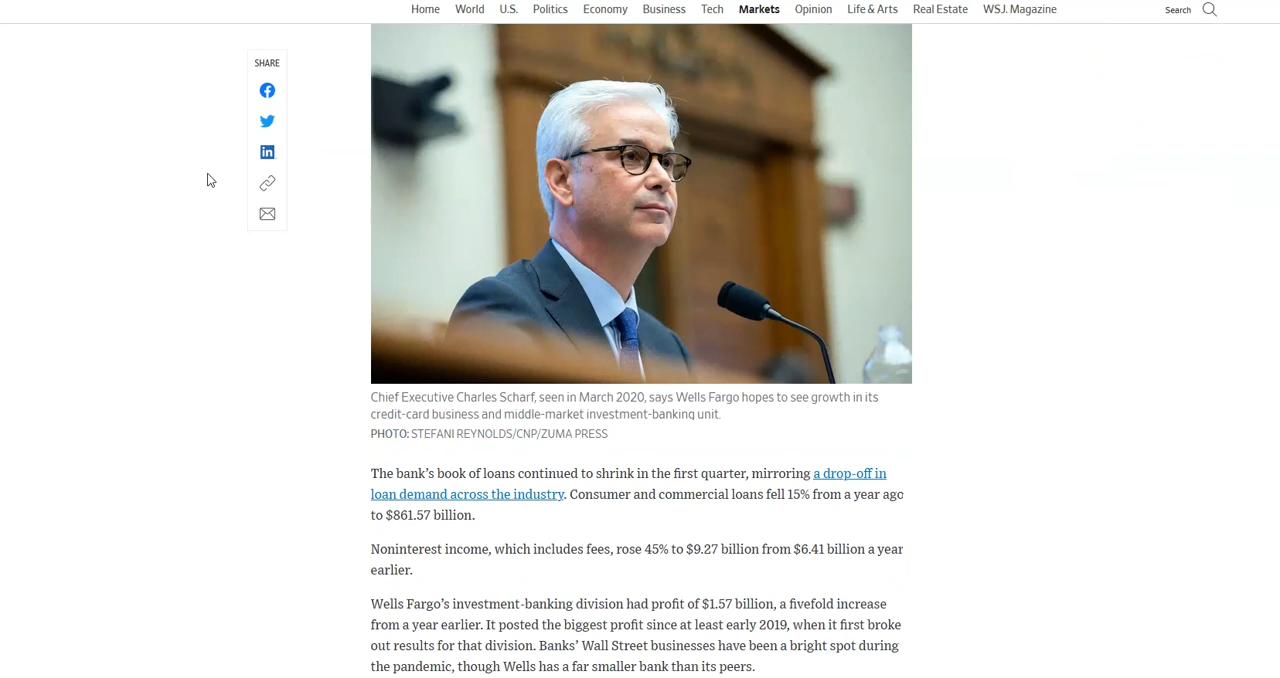 Home World U.S. Politics Economy Business Tech Markets Opinion Life & Arts Real Estate WSJ. Magazine Search
SHARE
Chief Executive Charles Scharf, seen in March 2020, says Wells Fargo hopes to see growth in its
credit-card business and middle-market investment-banking unit.
PHOTO: STEFANI REYNOLDS/CNP/ZUMA PRESS
The bank’s book of loans continued to shrink in the first quarter, mirroring a drop-off in
loan demand across the industry. Consumer and commercial loans fell 15% from a year ago
to $861.57 billion.
Noninterest income, which includes fees, rose 45% to $9.27 billion from $6.41 billion a year
earlier.
Wells Fargo’s investment-banking division had profit of $1.57 billion, a fivefold increase
from a year earlier. It posted the biggest profit since at least early 2019, when it first broke
out results for that division. Banks’ Wall Street businesses have been a bright spot during
the pandemic, though Wells has a far smaller bank than its peers.